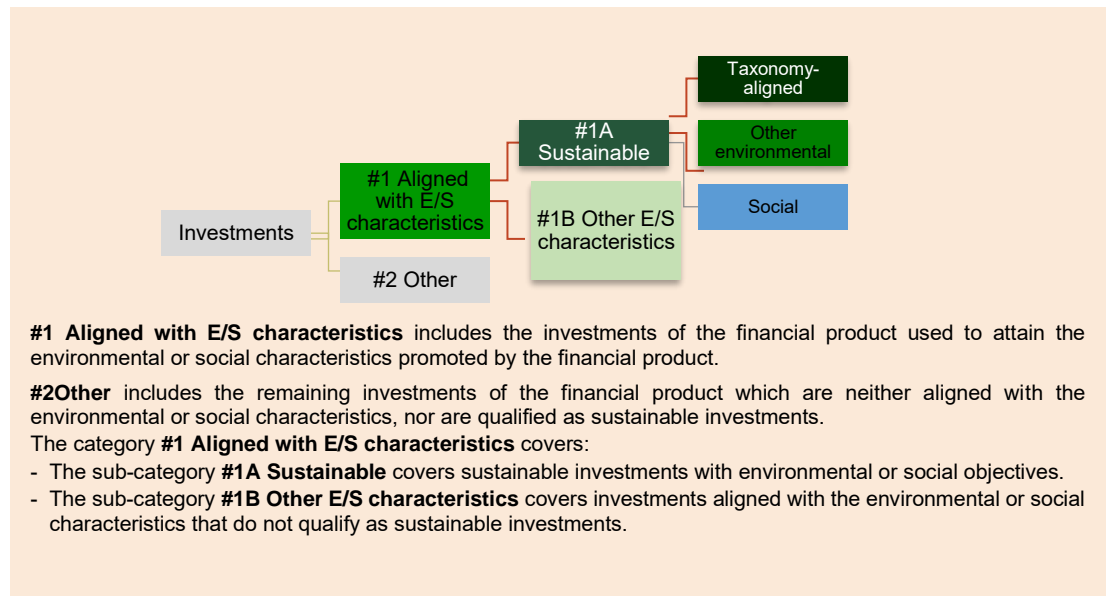 Taxonomy-
aligned
#1A
Sustainable
Other
environmental
#1 Aligned
with E/S
characteristics
Social
#1B Other E/S
characteristics
Investments
#2 Other
#1 Aligned with E/S characteristics includes the investments of the financial product used to attain the
environmental or social characteristics promoted by the financial product.
#2Other includes the remaining investments of the financial product which are neither aligned with the
environmental or social characteristics, nor are qualified as sustainable investments.
The category #1 Aligned with E/S characteristics covers:
- The sub-category #1A Sustainable covers sustainable investments with environmental or social objectives.
- The sub-category #1B Other E/S characteristics covers investments aligned with the environmental or social
characteristics that do not qualify as sustainable investments.